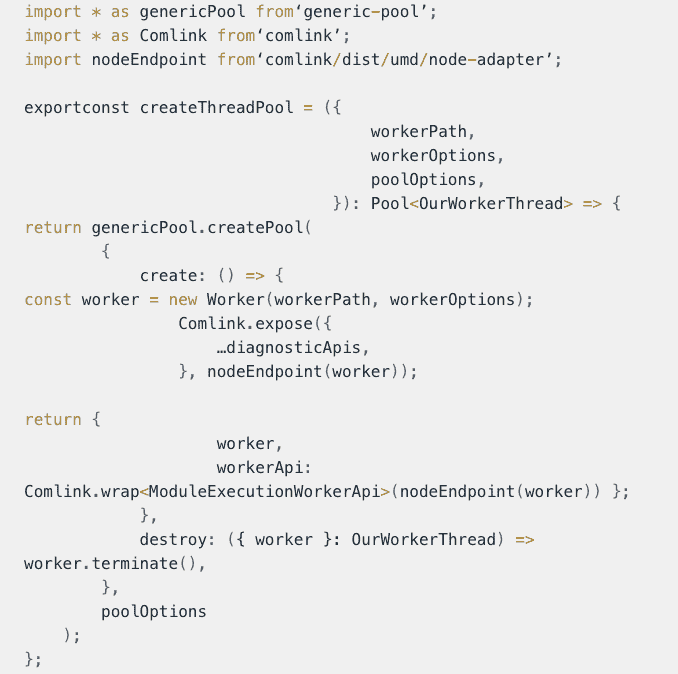 import * as genericPool from‘generic-pool’;
import * as Comlink from‘comlink’;
import nodeEndpoint from‘comlink/dist/umd/node-adapter’;

exportconst createThreadPool = ({
                                    workerPath,
                                    workerOptions,
                                    poolOptions,
                                }): Pool<OurWorkerThread> => {
return genericPool.createPool(
        {
            create: () => {
const worker = new Worker(workerPath, workerOptions);
                Comlink.expose({
                    …diagnosticApis,
                }, nodeEndpoint(worker));

return {
                    worker,
                    workerApi:
Comlink.wrap<ModuleExecutionWorkerApi>(nodeEndpoint(worker)) };
            },
            destroy: ({ worker }: OurWorkerThread) =>
worker.terminate(),
        },
        poolOptions
    );
};